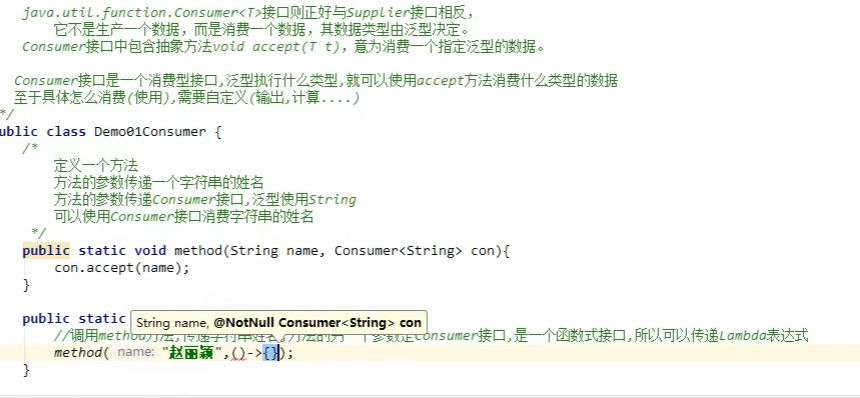 java.util.function.Consumer<T>接口则正好与Supplier接口相反，
它不是生产一个数据，而是消费一个数据，其数据类型由泛型决定。
Consumer接口中包含抽象方法void accept(T t)，意为消费一个指定泛型的数据。
Consumer接口是一个消费型接口,泛型执行什么类型,就可以使用accept方法消费什么类型的数据
至于具体怎么消费(使用),需要自定义(输出,计算....)
*/
ublic class Demo01Consumer {
/*
定义一个方法
方法的参数传递一个字符串的姓名
方法的参数传递Consumer接口,泛型使用String
可以使用Consumer接口消费字符串的姓名
*/
public static void method(String name, Consumer<String> con){
con.accept(name);
}
public static
String name, @NotNull Consumer<String> con
//调用method方法,传递字符串姓名,方法的另一个参数是Consumer接口,是一个函数式接口,所以可以传递Lambda表达式
method( name: "赵丽颖",()->{});
}